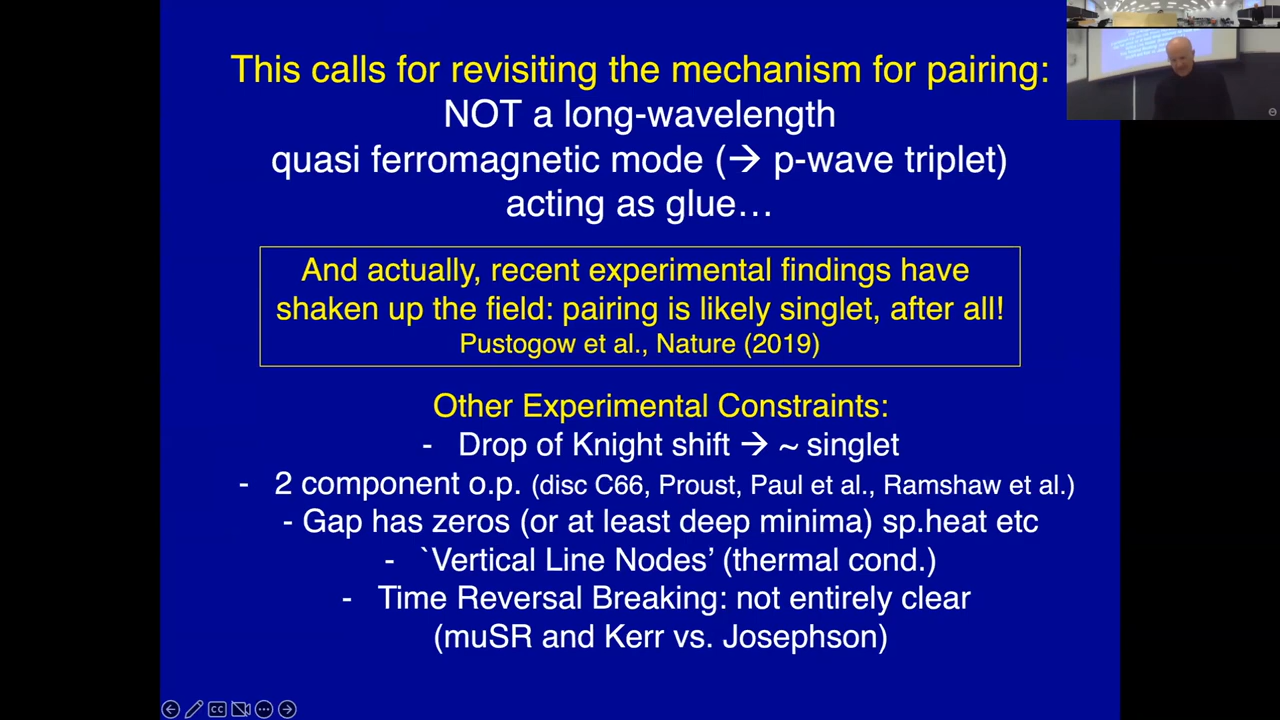 This calls for revisiting the mechanism for pairing:
NOT a long-wavelength
quasi ferromagnetic mode (→ p-wave triplet)
acting as glue…
And actually, recent experimental findings have
shaken up the field: pairing is likely singlet, after all!
Pustogow et al., Nature (2019)
Other Experimental Constraints:
- Drop of Knight shift → ~ singlet
- 2 component o.p. (disc C66, Proust, Paul et al., Ramshaw et al.)
- Gap has zeros (or at least deep minima) sp.heat etc
- `Vertical Line Nodes’ (thermal cond.)
- Time Reversal Breaking: not entirely clear
(muSR and Kerr vs. Josephson)
CC